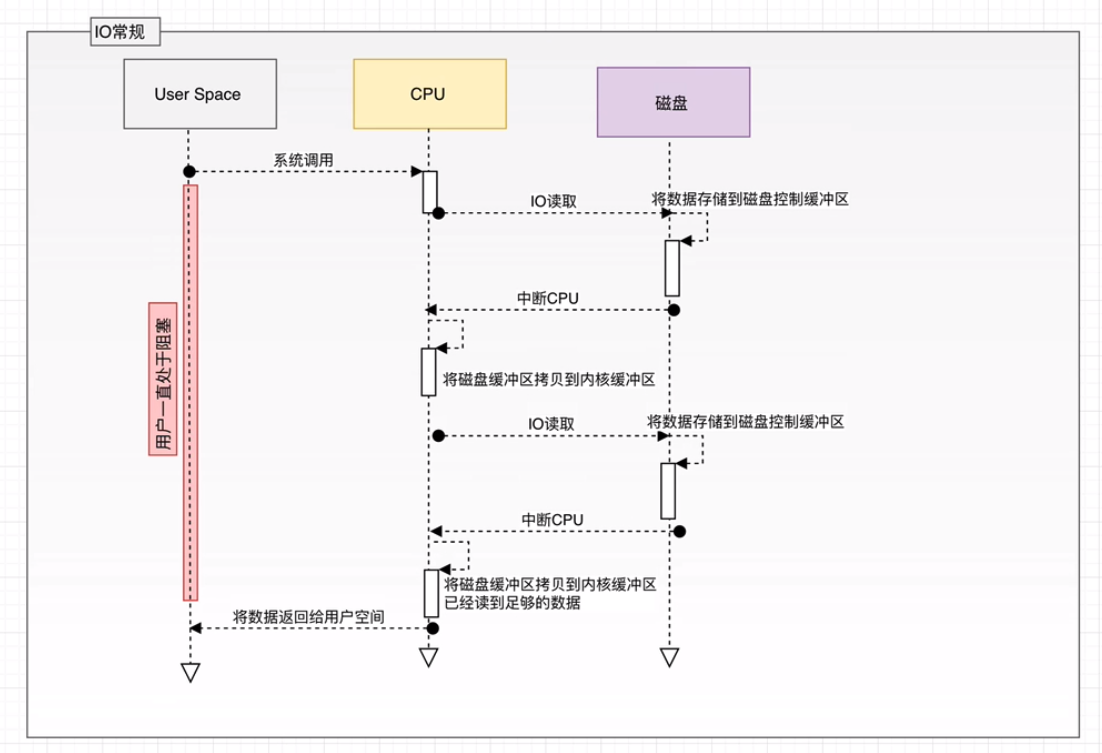 IO常规
User Space
CPU
磁盘
系统调用
IO读取
将数据存储到磁盘控制缓冲区
中断CPU
用户一直处于阻塞
将磁盘缓冲区拷贝到内核缓冲区
IO读取
将数据存储到磁盘控制缓冲区
中断CPU
将磁盘缓冲区拷贝到内核缓冲区
已经读到足够的数据
将数据返回给用户空间